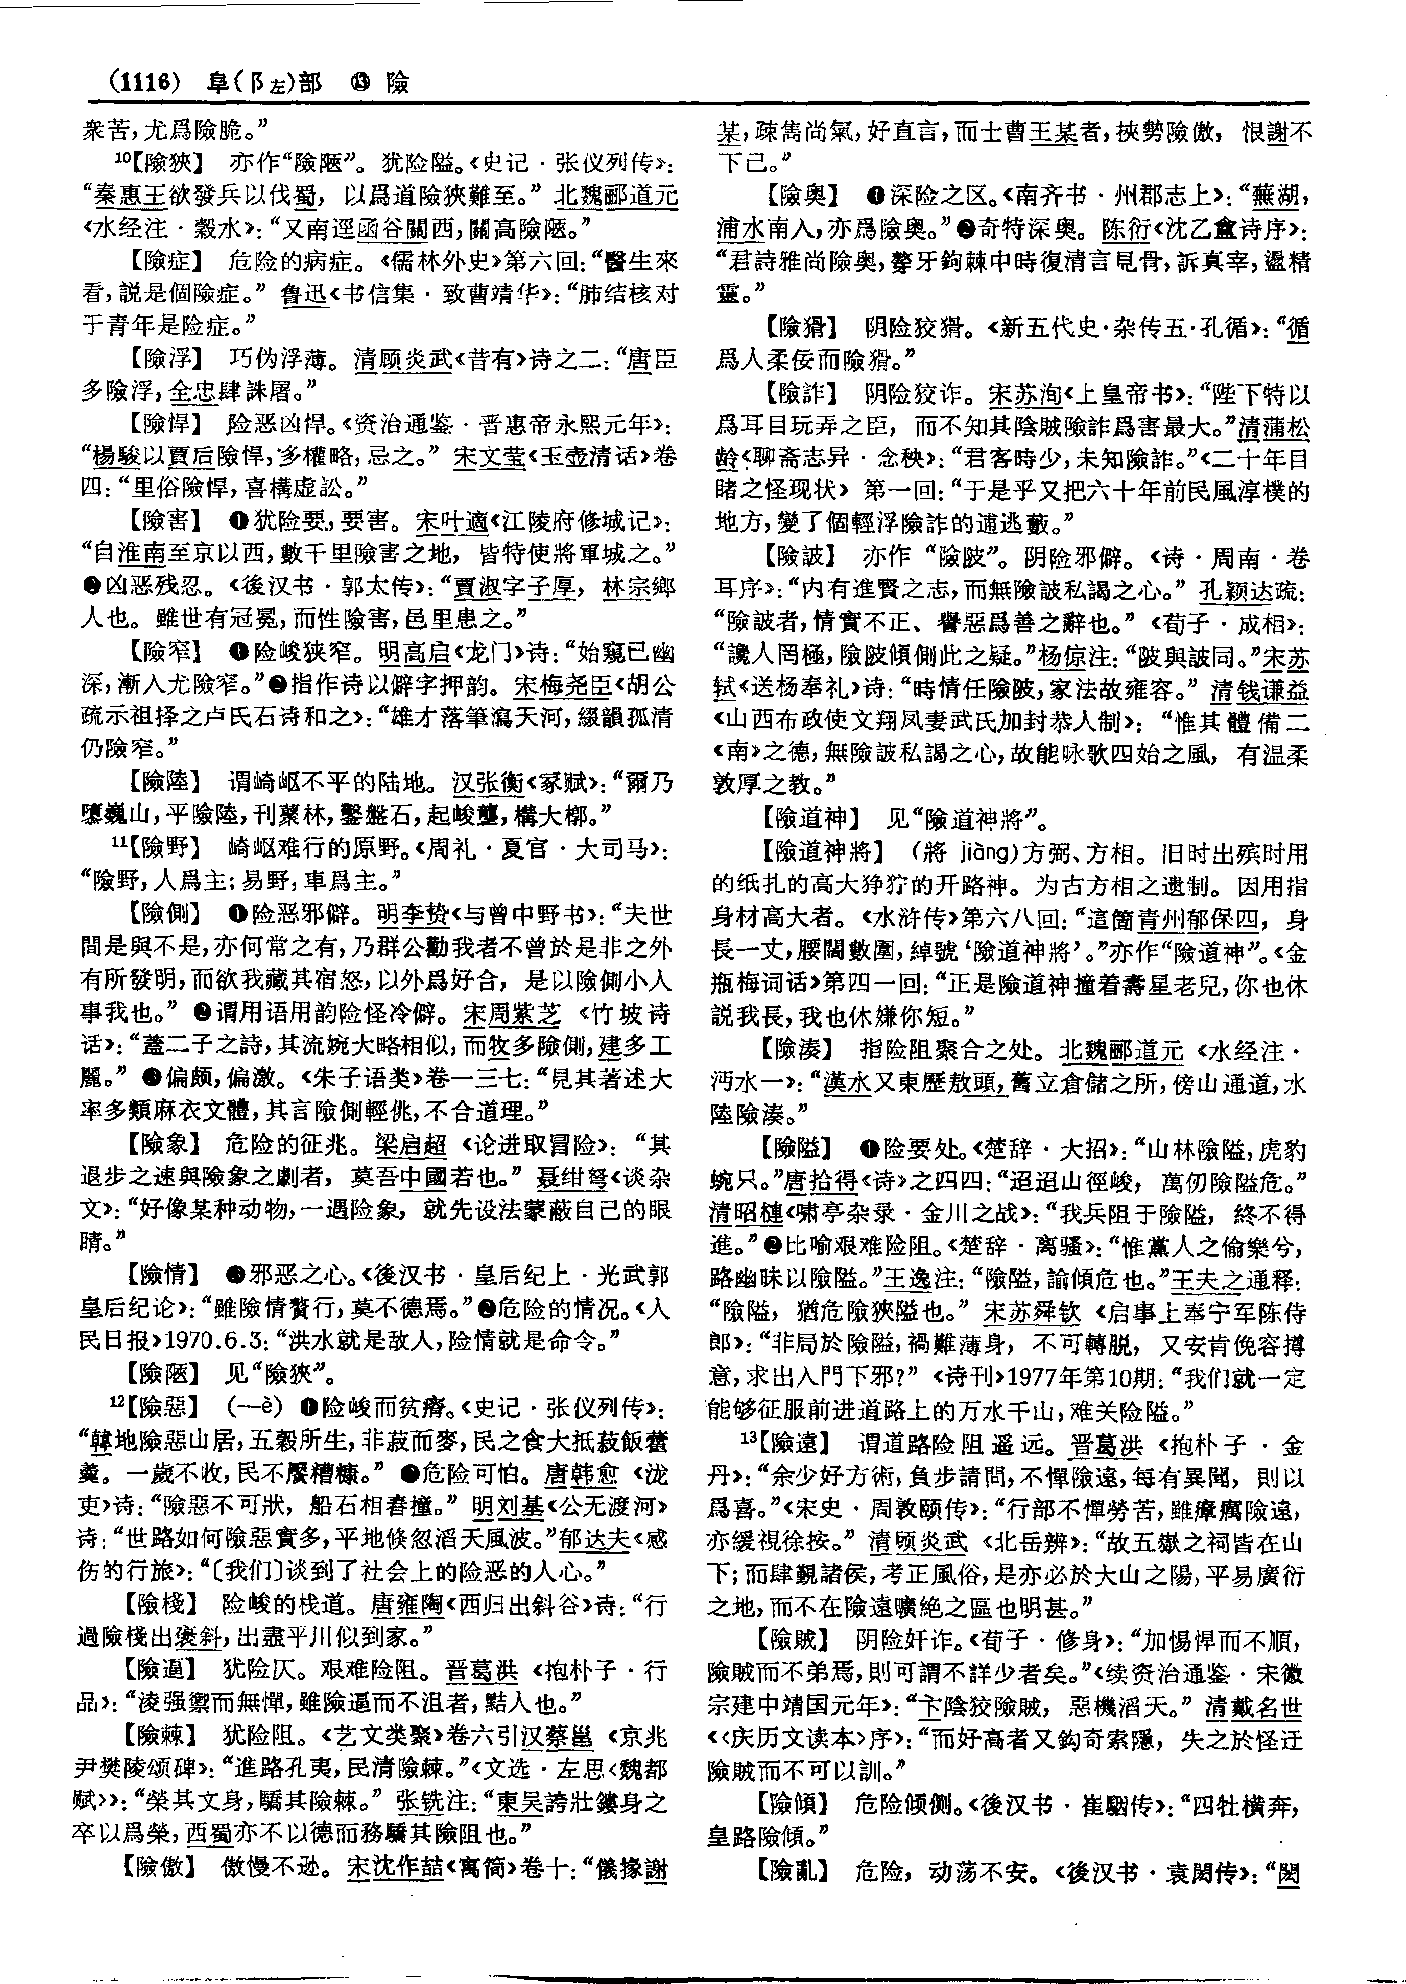 (1116) 阜(阝左)部 ⑬ 險
衆苦，尤爲險脆。”
¹⁰【險狹】 亦作“險陿”。犹险隘。《史记·张仪列传》：
“秦惠王欲發兵以伐蜀，以爲道險狹難至。”北魏郦道元
《水经注·穀水》：“又南逕函谷關西，關高險陿。”
【險症】 危险的病症。《儒林外史》第六回：“醫生來
看，説是個險症。”鲁迅《书信集·致曹靖华》：“肺结核对
于青年是险症。”
【險浮】 巧伪浮薄。清顾炎武《昔有》诗之二：“唐臣
多險浮，全忠肆誅屠。”
【險悍】 险恶凶悍。《资治通鉴·晋惠帝永熙元年》：
“楊駿以賈后險悍，多權略，忌之。”宋文莹《玉壶清话》卷
四：“里俗險悍，喜構虚訟。”
【險害】 ❶犹险要，要害。宋叶適《江陵府修城记》：
“自淮南至京以西，數千里險害之地，皆特使將軍城之。”
❷凶恶残忍。《後汉书·郭太传》：“賈淑字子厚，林宗鄉
人也。雖世有冠冕，而性險害，邑里患之。”
【險窄】 ❶险峻狭窄。明高启《龙门》诗：“始窺已幽
深，漸入尤險窄。”❷指作诗以僻字押韵。宋梅尧臣《胡公
疏示祖择之卢氏石诗和之》：“雄才落筆瀉天河，綴韻孤清
仍險窄。”
【險陸】 谓崎岖不平的陆地。汉张衡《冢赋》：“爾乃
隳巍山，平險陸，刊藂林，鑿盤石，起峻壟，構大槨。”
¹¹【險野】 崎岖难行的原野。《周礼·夏官·大司马》：
“險野，人爲主；易野，車爲主。”
【險側】 ❶险恶邪僻。明李贽《与曾中野书》：“夫世
間是與不是，亦何常之有，乃群公勸我者不曾於是非之外
有所發明，而欲我藏其宿怒，以外爲好合，是以險側小人
事我也。”❷谓用语用韵险怪冷僻。宋周紫芝《竹坡诗
话》：“蓋二子之詩，其流婉大略相似，而牧多險側，建多工
麗。”❸偏颇，偏激。《朱子语类》卷一三七：“見其著述大
率多類麻衣文體，其言險側輕佻，不合道理。”
【險象】 危险的征兆。梁启超《论进取冒险》：“其
退步之速與險象之劇者，莫吾中國若也。”聂绀弩《谈杂
文》：“好像某种动物，一遇险象，就先设法蒙蔽自己的眼
睛。”
【險情】 ❶邪恶之心。《後汉书·皇后纪上·光武郭
皇后纪论》：“雖險情贅行，莫不德焉。”❷危险的情况。《人
民日报》1970.6.3：“洪水就是敌人，险情就是命令。”
【險陿】 见“險狹”。
¹²【險惡】 （—è）❶险峻而贫瘠。《史记·张仪列传》：
“韓地險惡山居，五穀所生，非菽而麥，民之食大抵菽飯藿
羹。一歲不收，民不饜糟糠。”❷危险可怕。唐韩愈《泷
吏》诗：“險惡不可狀，船石相舂撞。”明刘基《公无渡河》
诗：“世路如何險惡實多，平地倏忽滔天風波。”郁达夫《感
伤的行旅》：“〔我们〕谈到了社会上的险恶的人心。”
【險棧】 险峻的栈道。唐雍陶《西归出斜谷》诗：“行
過險棧出褒斜，出盡平川似到家。”
【險逼】 犹险仄。艰难险阻。晋葛洪《抱朴子·行
品》：“淩强禦而無憚，雖險逼而不沮者，黠人也。”
【險棘】 犹险阻。《艺文类聚》卷六引汉蔡邕《京兆
尹樊陵颂碑》：“進路孔夷，民清險棘。”《文选·左思〈魏都
赋〉》：“榮其文身，驕其險棘。”张铣注：“東吴誇壯鏤身之
卒以爲榮，西蜀亦不以德而務驕其險阻也。”
【險傲】 傲慢不逊。宋沈作喆《寓简》卷十：“儀掾謝
某，疎雋尚氣，好直言，而士曹王某者，挾勢險傲，恨謝不
下己。”
【險奥】 ❶深险之区。《南齐书·州郡志上》：“蕪湖，
浦水南入，亦爲險奥。”❷奇特深奥。陈衍《沈乙盦诗序》：
“君詩雅尚險奥，聱牙鉤棘中時復清言見骨，訴真宰，盪精
靈。”
【險猾】 阴险狡猾。《新五代史·杂传五·孔循》：“循
爲人柔佞而險猾。”
【險詐】 阴险狡诈。宋苏洵《上皇帝书》：“陛下特以
爲耳目玩弄之臣，而不知其陰賊險詐爲害最大。”清蒲松
龄《聊斋志异·念秧》：“君客時少，未知險詐。”《二十年目
睹之怪现状》第一回：“于是乎又把六十年前民風淳樸的
地方，變了個輕浮險詐的逋逃藪。”
【險詖】 亦作“險陂”。阴险邪僻。《诗·周南·卷
耳序》：“内有進賢之志，而無險詖私謁之心。”孔颖达疏：
“險詖者，情實不正、譽惡爲善之辭也。”《荀子·成相》：
“讒人罔極，險陂傾側此之疑。”杨倞注：“陂與詖同。”宋苏
轼《送杨奉礼》诗：“時情任險陂，家法故雍容。”清钱谦益
《山西布政使文翔凤妻武氏加封恭人制》：“惟其體備二
《南》之德，無險詖私謁之心，故能咏歌四始之風，有温柔
敦厚之教。”
【險道神】 见“險道神將”。
【險道神將】 （將 jiàng）方弼、方相。旧时出殡时用
的纸扎的高大狰狞的开路神。为古方相之遗制。因用指
身材高大者。《水浒传》第六八回：“這箇青州郁保四，身
長一丈，腰闊數圍，綽號‘險道神將’。”亦作“險道神”。《金
瓶梅词话》第四一回：“正是險道神撞着壽星老兒，你也休
説我長，我也休嫌你短。”
【險湊】 指险阻聚合之处。北魏郦道元《水经注·
沔水一》：“漢水又東歷敖頭，舊立倉儲之所，傍山通道，水
陸險湊。”
【險隘】 ❶险要处。《楚辞·大招》：“山林險隘，虎豹
蜿只。”唐拾得《诗》之四四：“迢迢山徑峻，萬仞險隘危。”
清昭槤《啸亭杂录·金川之战》：“我兵阻于險隘，終不得
進。”❷比喻艰难险阻。《楚辞·离骚》：“惟黨人之偷樂兮，
路幽昧以險隘。”王逸注：“險隘，諭傾危也。”王夫之通释：
“險隘，猶危險狹隘也。”宋苏舜钦《启事上奉宁军陈侍
郎》：“非局於險隘，禍難薄身，不可轉脱，又安肯俛容摶
意，求出入門下邪？”《诗刊》1977年第10期：“我们就一定
能够征服前进道路上的万水千山，难关险隘。”
¹³【險遠】 谓道路险阻遥远。晋葛洪《抱朴子·金
丹》：“余少好方術，負步請問，不憚險遠，每有異聞，則以
爲喜。”《宋史·周敦颐传》：“行部不憚勞苦，雖瘴癘險遠，
亦缓視徐按。”清顾炎武《北岳辨》：“故五嶽之祠皆在山
下；而肆覲諸侯，考正風俗，是亦必於大山之陽，平易廣衍
之地，而不在險遠曠絶之區也明甚。”
【險賊】 阴险奸诈。《荀子·修身》：“加愓悍而不順，
險賊而不弟焉，則可謂不詳少者矣。”《续资治通鉴·宋徽
宗建中靖国元年》：“卞陰狡險賊，惡機滔天。”清戴名世
《〈庆历文读本〉序》：“而好高者又鈎奇索隱，失之於怪迂
險賊而不可以訓。”
【險傾】 危险倾侧。《後汉书·崔駰传》：“四牡横奔，
皇路險傾。”
【險亂】 危险，动荡不安。《後汉书·袁闳传》：“閎